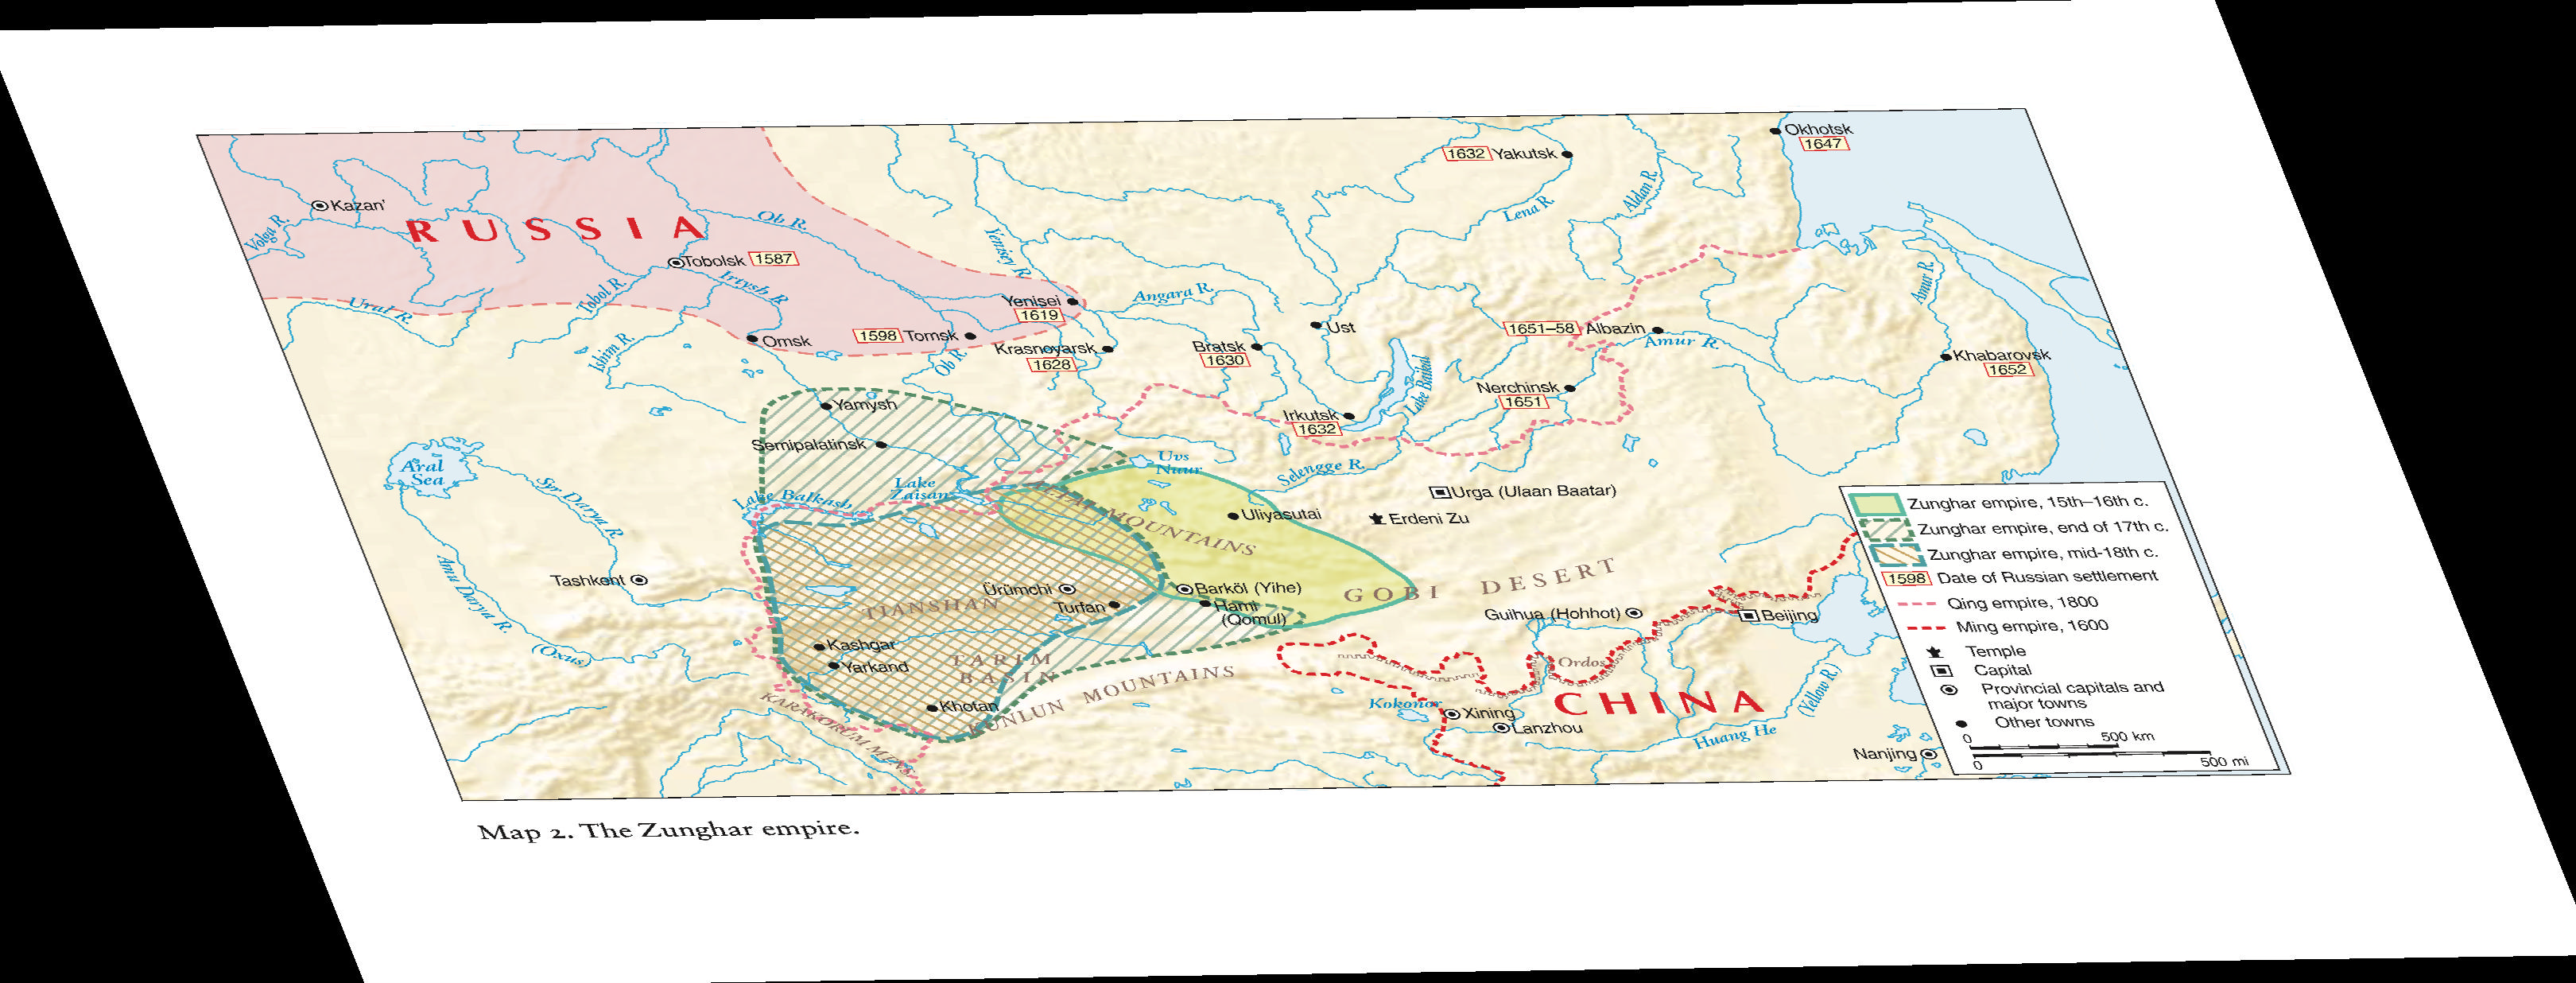 Okhotsk
1647
1632 Yakutsk
Kazan'
Volga R.
RUSSIA
Ob R.
Lena R.
Aldan R.
Yenisey R.
Tobolsk 1587
Tobol R.
Irtysh R.
Ural R.
Yenisei
1619
Angara R.
Amur R.
1598 Tomsk
Omsk
Ishim R.
Ob R.
Krasnoyarsk
1628
Bratsk
1630
Ust
1651–58 Albazin
Amur R.
Khabarovsk
1652
Lake Baikal
Nerchinsk
1651
Irkutsk
1632
Yamysh
Semipalatinsk
Aral
Sea
Syr Darya R.
Lake Balkash
Lake
Zaisan
Uvs
Nuur
Selengge R.
Urga (Ulaan Baatar)
Erdeni Zu
Uliyasutai
ALTAI MOUNTAINS
Amu Darya R.
(Oxus)
Tashkent
Ürümchi
TIANSHAN
Turfan
Barköl (Yihe)
Hami
(Qomul)
GOBI DESERT
Guihua (Hohhot)
Beijing
Kashgar
Yarkand
TARIM
BASIN
Khotan
KUNLUN MOUNTAINS
KARAKORUM MTNS
Ordos
Kokonor
Xining
Lanzhou
CHINA
Huang He
(Yellow R.)
Nanjing
Zunghar empire, 15th–16th c.
Zunghar empire, end of 17th c.
Zunghar empire, mid-18th c.
1598 Date of Russian settlement
Qing empire, 1800
Ming empire, 1600
Temple
Capital
Provincial capitals and
major towns
Other towns
0 500 km
0 500 mi
Map 2. The Zunghar empire.